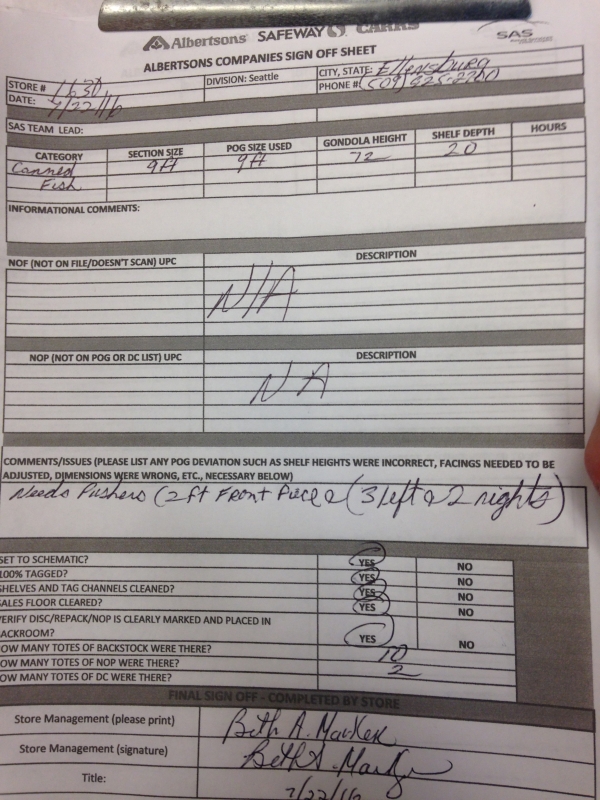 Albertsons SAFEWAY CARRS SAS
ALBERTSONS COMPANIES SIGN OFF SHEET
STORE # 1630 DIVISION: Seattle CITY, STATE: Ellensburg
DATE: 7/22/16 PHONE # (509) 925-2200
SAS TEAM LEAD:
CATEGORY SECTION SIZE POG SIZE USED GONDOLA HEIGHT SHELF DEPTH HOURS
Canned 9ft 9ft 72 20
Fish
INFORMATIONAL COMMENTS:
NOF (NOT ON FILE/DOESN'T SCAN) UPC DESCRIPTION
N/A
NOP (NOT ON POG OR DC LIST) UPC DESCRIPTION
NA
COMMENTS/ISSUES (PLEASE LIST ANY POG DEVIATION SUCH AS SHELF HEIGHTS WERE INCORRECT, FACINGS NEEDED TO BE
ADJUSTED, DIMENSIONS WERE WRONG, ETC., NECESSARY BELOW)
Needs Pushers (2ft Front Piece (3 left 2 rights)
SET TO SCHEMATIC? YES NO
100% TAGGED? YES NO
SHELVES AND TAG CHANNELS CLEANED? YES NO
SALES FLOOR CLEARED? YES NO
VERIFY DISC/REPACK/NOP IS CLEARLY MARKED AND PLACED IN
BACKROOM? YES NO
HOW MANY TOTES OF BACKSTOCK WERE THERE? 10
HOW MANY TOTES OF NOP WERE THERE? 2
HOW MANY TOTES OF DC WERE THERE?
FINAL SIGN OFF - COMPLETED BY STORE
Store Management (please print) Beth A.
Store Management (signature) Beth A.
Title: 7/22/16